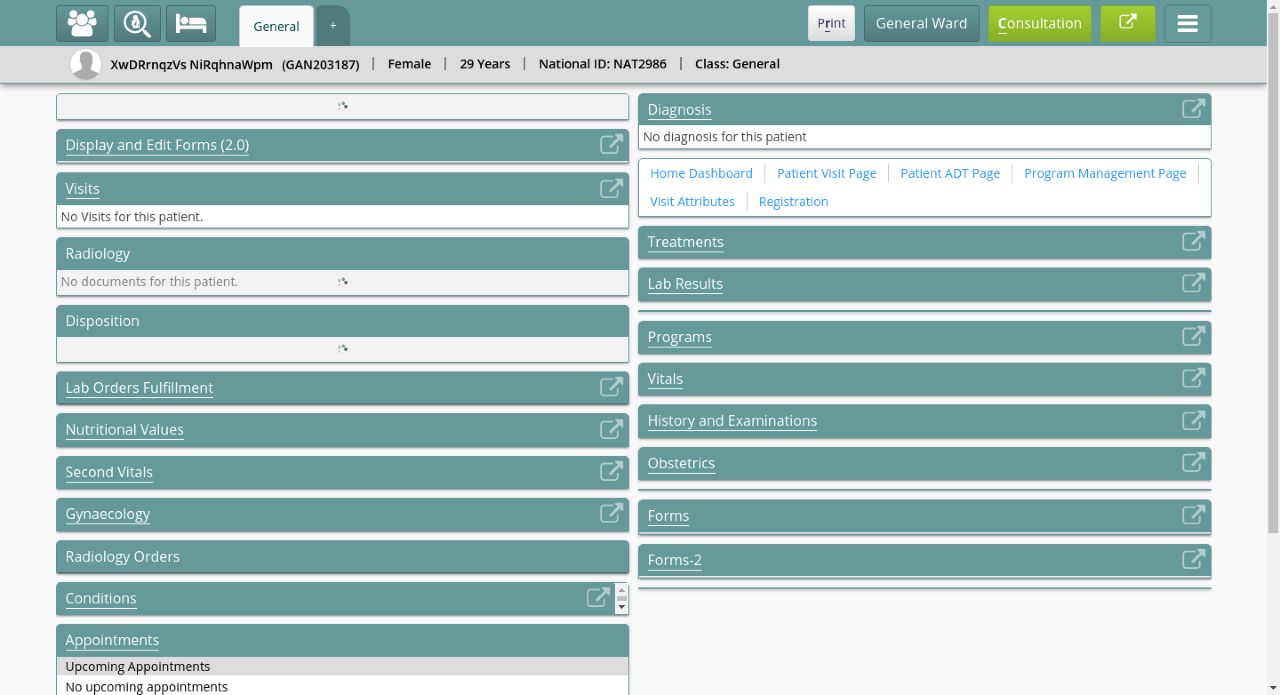 General
+
Print
General Ward
Consultation
XwDRrnqzVs NiRqhnaWpm (GAN203187) | Female | 29 Years | National ID: NAT2986 | Class: General
Display and Edit Forms (2.0)
Visits
No Visits for this patient.
Radiology
No documents for this patient.
Disposition
Lab Orders Fulfillment
Nutritional Values
Second Vitals
Gynaecology
Radiology Orders
Conditions
Appointments
Upcoming Appointments
No upcoming appointments
Diagnosis
No diagnosis for this patient
Home Dashboard | Patient Visit Page | Patient ADT Page | Program Management Page |
Visit Attributes | Registration
Treatments
Lab Results
Programs
Vitals
History and Examinations
Obstetrics
Forms
Forms-2